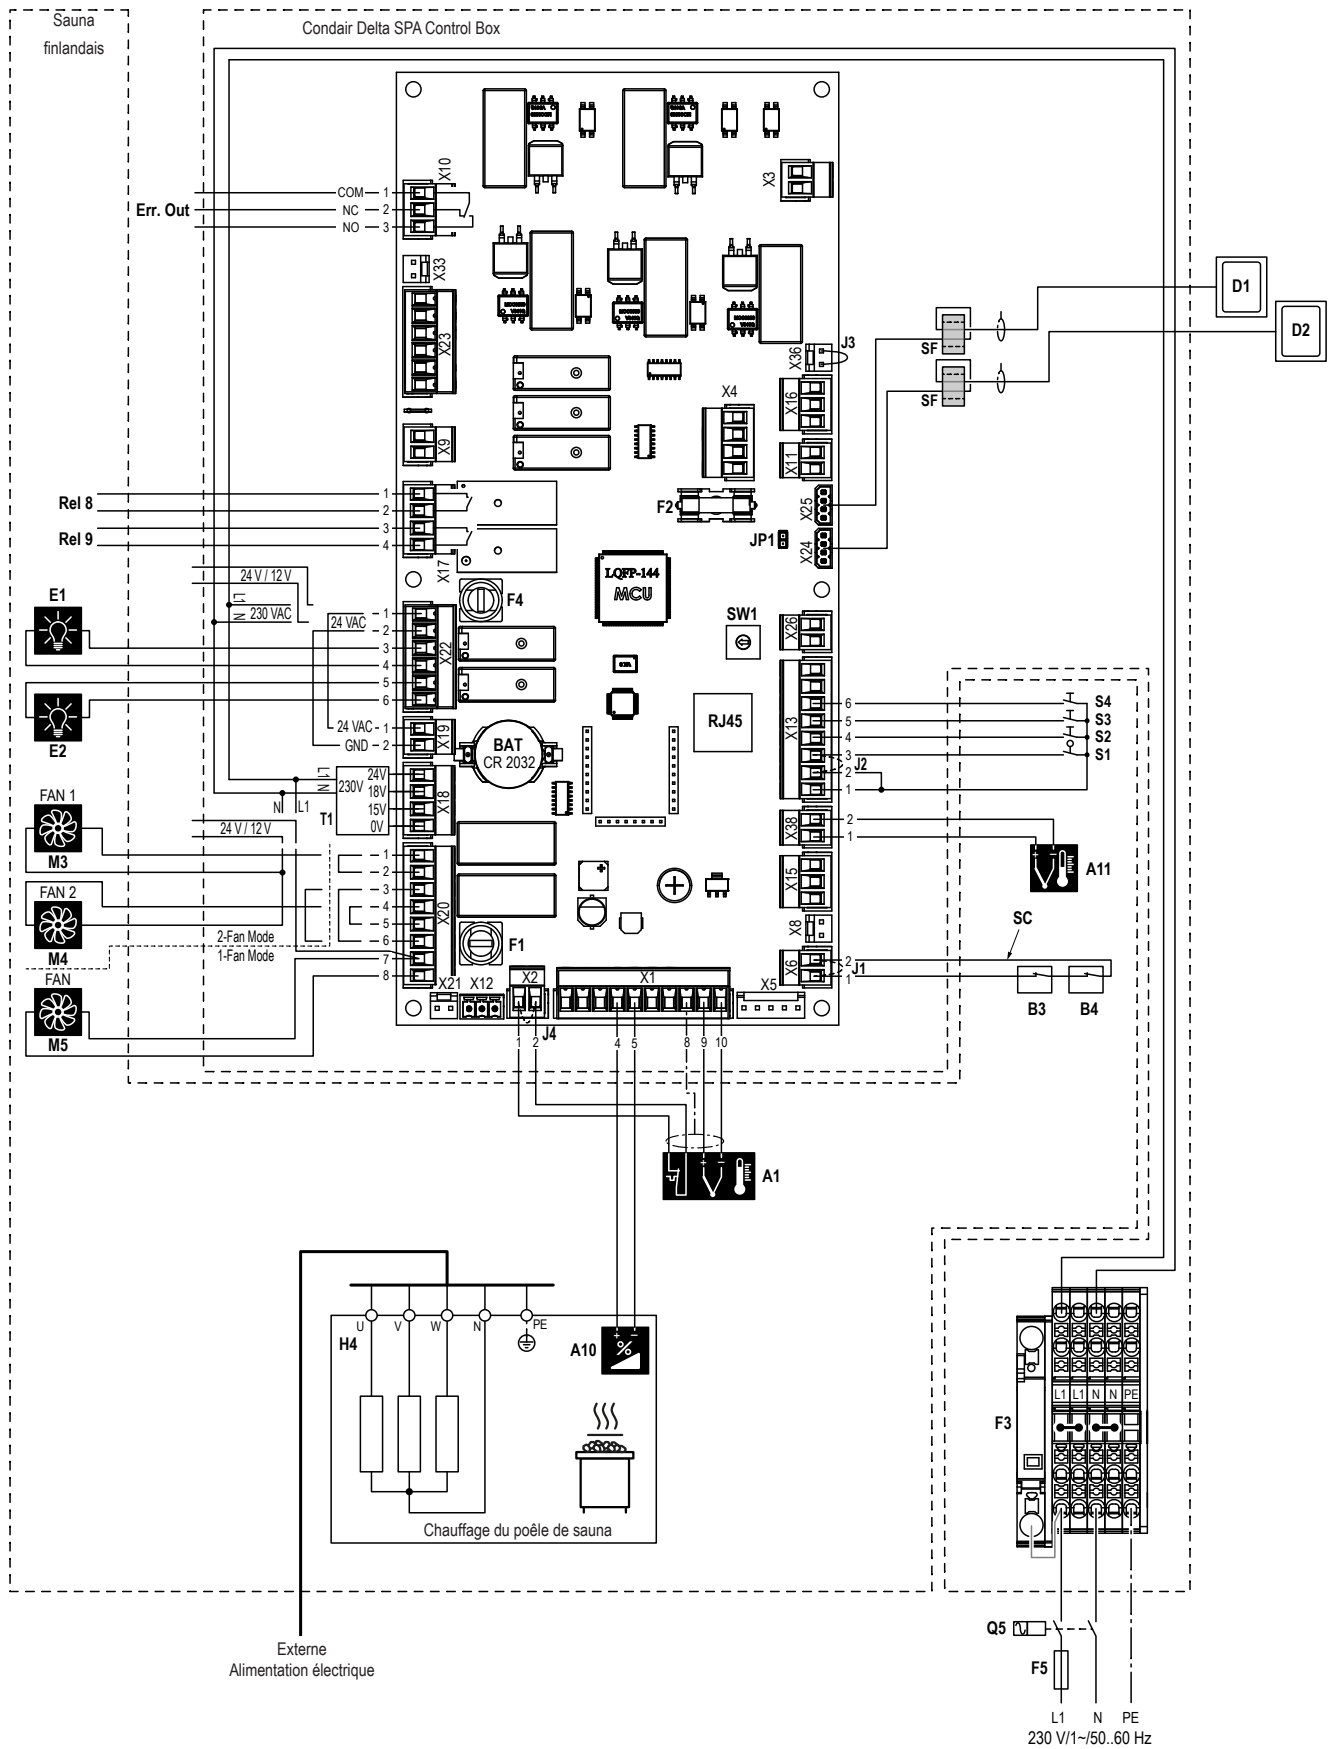 Sauna
finlandais
Condair Delta SPA Control Box
X10
X3
COM 1
Err. Out NC 2
NO 3
X33
X23
X36
J3
D1
D2
SF
SF
X4
X16
X9
X11
F2
X25
Rel 8
1
2
Rel 9
3
4
X17
JP1
X24
LQFP-144
MCU
24 V / 12 V
L1
N
230 VAC
E1
F4
SW1
X26
24 VAC
1
2
3
4
5
6
X22
E2
RJ45
X13
6 S4
5 S3
4 S2
3 S1
2 J2
1
24 VAC 1
GND 2
X19
BAT
CR 2032
L1
N
230V
24V
18V
15V
0V
X18
T1
N L1
FAN 1
M3
24 V / 12 V
X38
2
1
A11
FAN 2
M4
1
2
3
4
5
6
7
8
X20
X15
2-Fan Mode
1-Fan Mode
F1
X8
SC
X6
2
1
J1
B3 B4
FAN
M5
X21 X12 X2 X1 X5
J4
1 2 4 5 8 9 10
+ −
A1
U V W N PE
H4
A10
+ −
%
Chauffage du poêle de sauna
F3
L1 L1 N N PE
Externe
Alimentation électrique
Q5
F5
L1 N PE
230 V/1~/50..60 Hz